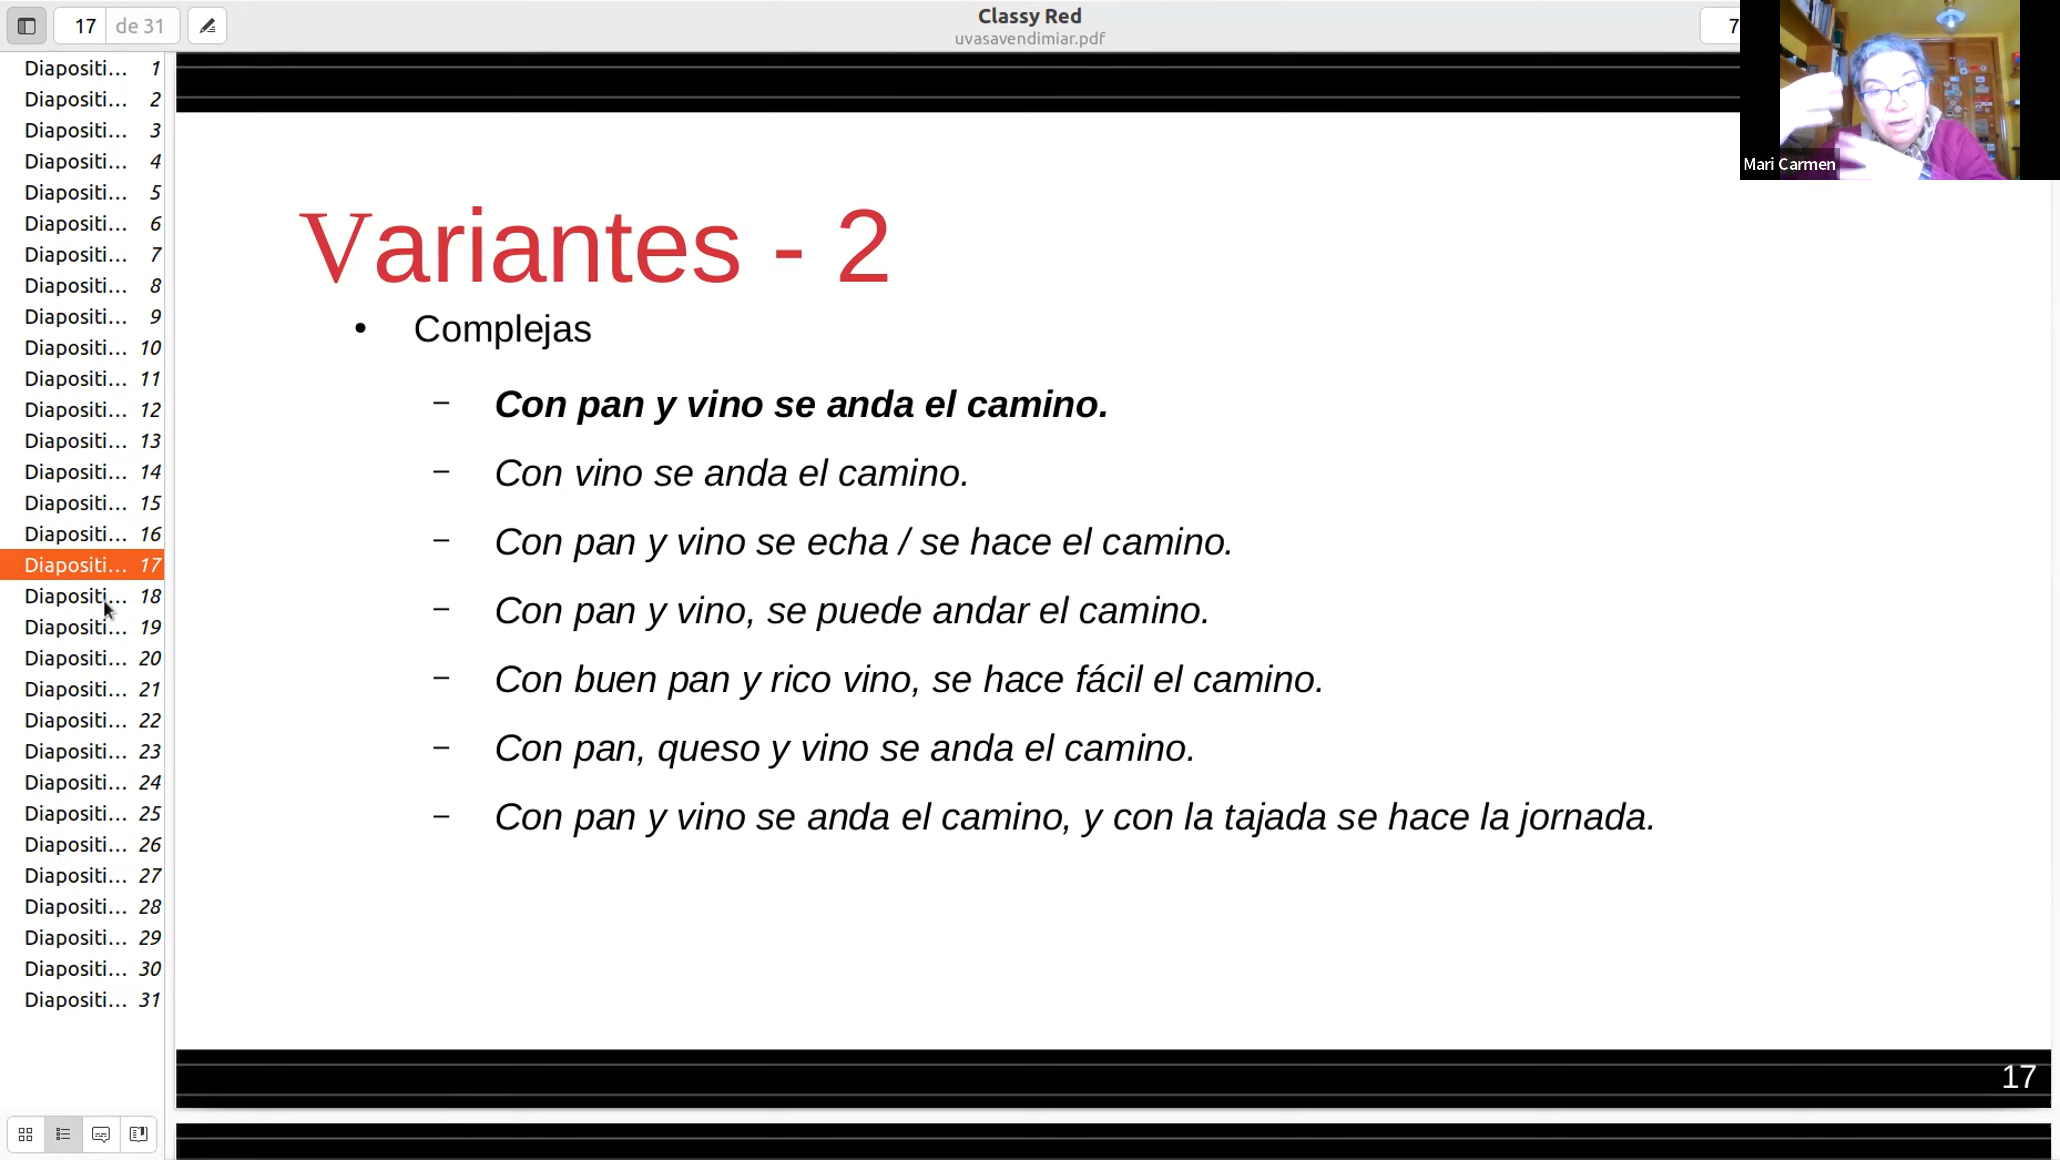 17 de 31
Classy Red
uvasavendimiar.pdf
7
Mari Carmen
Diapositi... 1
Diapositi... 2
Diapositi... 3
Diapositi... 4
Diapositi... 5
Diapositi... 6
Diapositi... 7
Diapositi... 8
Diapositi... 9
Diapositi... 10
Diapositi... 11
Diapositi... 12
Diapositi... 13
Diapositi... 14
Diapositi... 15
Diapositi... 16
Diapositi... 17
Diapositi... 18
Diapositi... 19
Diapositi... 20
Diapositi... 21
Diapositi... 22
Diapositi... 23
Diapositi... 24
Diapositi... 25
Diapositi... 26
Diapositi... 27
Diapositi... 28
Diapositi... 29
Diapositi... 30
Diapositi... 31
Variantes - 2
• Complejas
– Con pan y vino se anda el camino.
– Con vino se anda el camino.
– Con pan y vino se echa / se hace el camino.
– Con pan y vino, se puede andar el camino.
– Con buen pan y rico vino, se hace fácil el camino.
– Con pan, queso y vino se anda el camino.
– Con pan y vino se anda el camino, y con la tajada se hace la jornada.
17